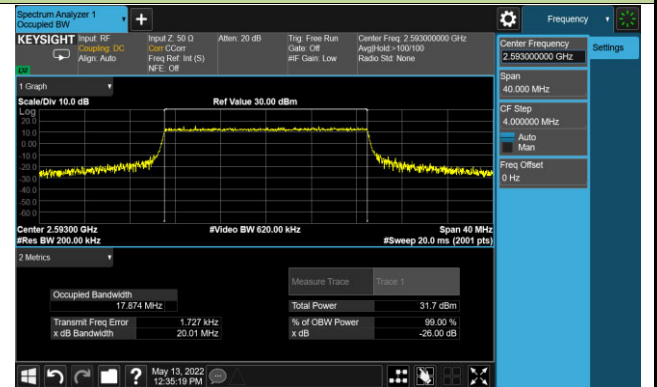 Spectrum Analyzer 1
Occupied BW
Frequency
KEYSIGHT
Input: RF
Coupling: DC
Align: Auto
Input Z: 50 Ω
Corr CCorr
Freq Ref: Int (S)
NFE: Off
Atten: 20 dB
Trig: Free Run
Gate: Off
#IF Gain: Low
Center Freq: 2.593000000 GHz
Avg|Hold:>100/100
Radio Std: None
Center Frequency
2.593000000 GHz
Settings
Span
40.000 MHz
CF Step
4.000000 MHz
Auto
Man
Freq Offset
0 Hz
1 Graph
Scale/Div 10.0 dB
Ref Value 30.00 dBm
Log
20.0
10.0
0.00
-10.0
-20.0
-30.0
-40.0
-50.0
-60.0
Center 2.59300 GHz
#Video BW 620.00 kHz
Span 40 MHz
#Res BW 200.00 kHz
#Sweep 20.0 ms (2001 pts)
2 Metrics
Measure Trace
Trace 1
Occupied Bandwidth
17.874 MHz
Total Power
31.7 dBm
Transmit Freq Error
1.727 kHz
% of OBW Power
99.00 %
x dB Bandwidth
20.01 MHz
x dB
-26.00 dB
May 13, 2022
12:35:19 PM